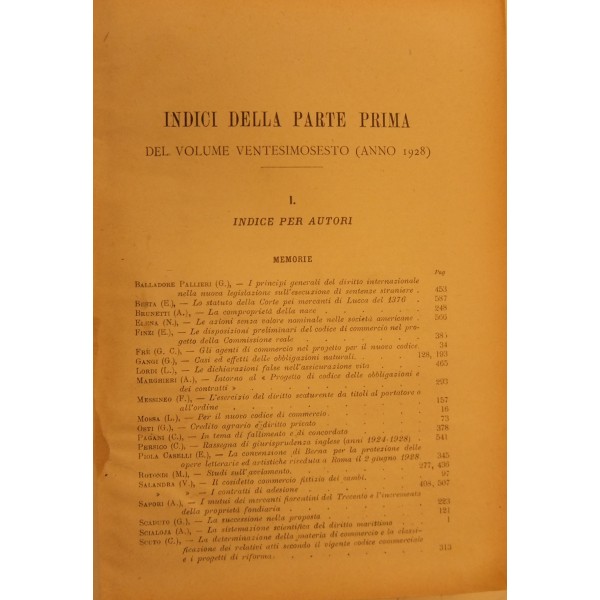 INDICI DELLA PARTE PRIMA
DEL VOLUME VENTESIMOSESTO (ANNO 1928)
I.
INDICE PER AUTORI
MEMORIE
Pag
BALLADORE PALLIERI (G.), — I principi generali del diritto internazionale
nella nuova legislazione sull'esecuzione di sentenze straniere . 453
BERTA (E.), — Lo statuto della Corte pei mercanti di Lucca del 1376 . 587
BRUNETTI (A.), — La comproprietà della nave 248
ELENA (N.), — Le azioni senza valore nominale nelle società americane . 500
FINZI (E.), — Le disposizioni preliminari del codice di commercio nel pro-
getto della Commissione reale 385
FRÈ (G. C.), — Gli agenti di commercio nel progetto per il nuovo codice . 34
GANGI (G.), — Casi ed effetti delle obbligazioni naturali. 128, 193
LORDI (L.), — Le dichiarazioni false nell'assicurazione vita 465
MARGHIERI (A.), — Intorno al « Progetto di codice delle obbligazioni e
dei contratti » 293
MESSINEO (F.), — L'esercizio del diritto scaturente da titoli al portatore o
all'ordine 157
MOSSA (L.), — Per il nuovo codice di commercio 16
OSTI (G.), — Credito agrario e diritto privato 73
PAGANI (C.), — In tema di fallimento e di concordato 378
PERSICO (C.), — Rassegna di giurisprudenza inglese (anni 1924-1928) . 541
PIOLA CASELLI (E.), — La convenzione di Berna per la protezione delle
opere letterarie ed artistiche riveduta a Roma il 2 giugno 1928 . 345
ROTONDI (M.), — Studi sull'avviamento. 277, 436
SALANDRA (V.), — Il cosidetto commercio fittizio dei cambi. 97
» » — I contratti di adesione 408, 507
SAPORI (A.), — I mutui dei mercanti fiorentini del Trecento e l'incremento
della proprietà fondiaria 223
SCADUTO (G.), — La successione nella proposta 121
SCIALOJA (A.), — La sistemazione scientifica del diritto marittimo 1
SOTTO (C.), — La determinazione della materia di commercio e la classi-
ficazione dei relativi atti secondo il vigente codice commerciale
e i progetti di riforma. 313